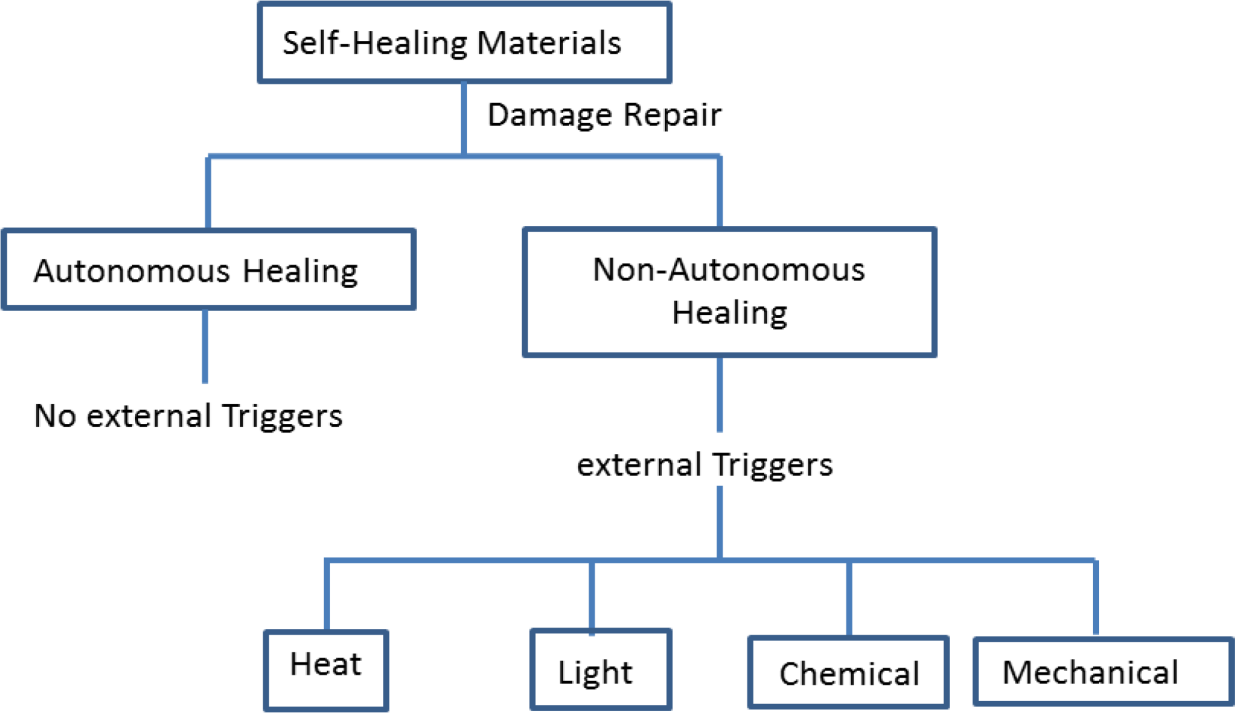 Self-Healing Materials
Damage Repair
Autonomous Healing
Non-Autonomous
Healing
No external Triggers
external Triggers
Heat
Light
Chemical
Mechanical